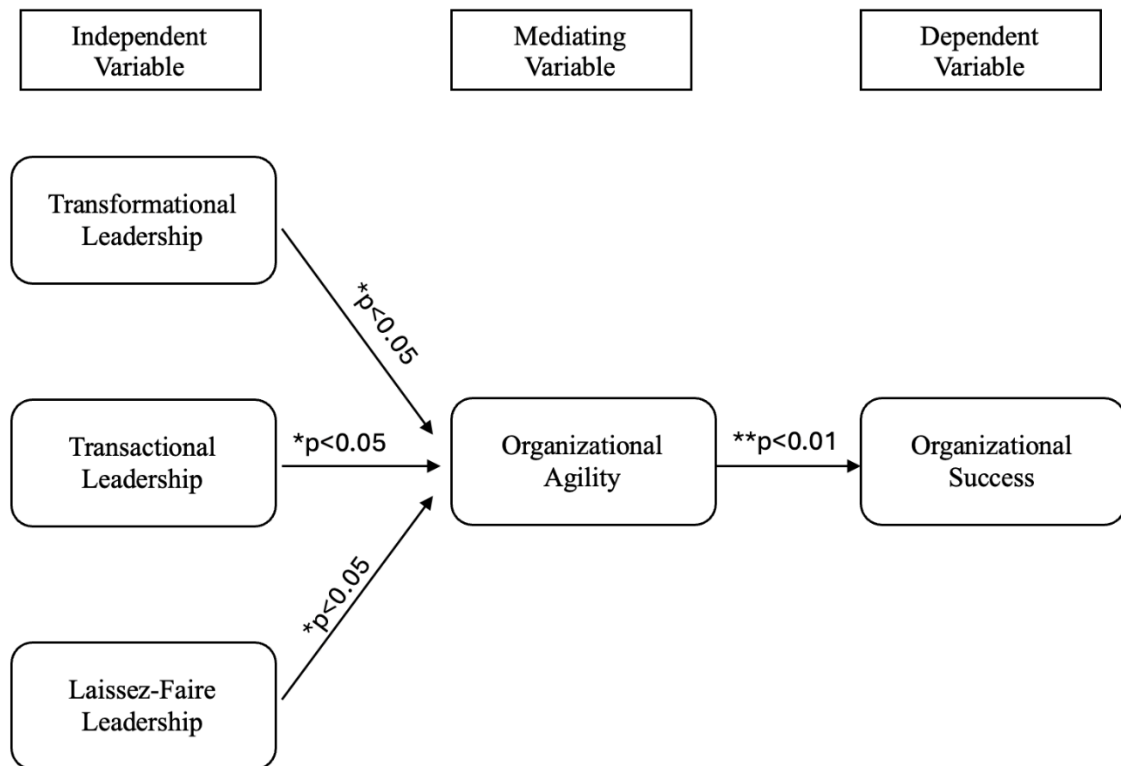 Independent
Variable
Mediating
Variable
Dependent
Variable
Transformational
Leadership
*p<0.05
Transactional
Leadership
*p<0.05
Organizational
Agility
**p<0.01
Organizational
Success
*p<0.05
Laissez-Faire
Leadership